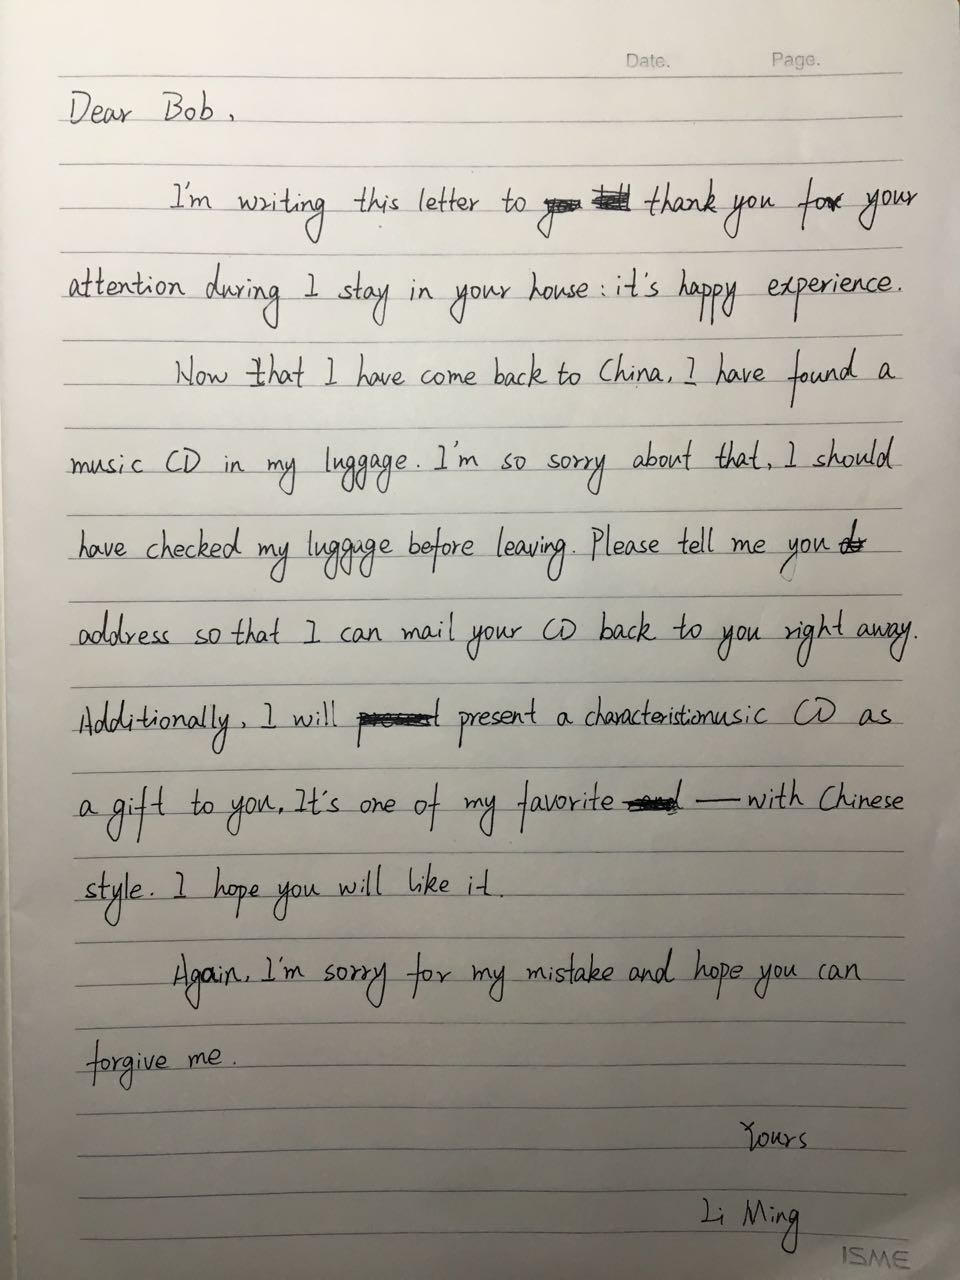 Date. Page.
Dear Bob,
I'm writing this letter to thank you for your
attention during I stay in your house: it's happy experience.
Now that I have come back to China, I have found a
music CD in my luggage. I'm so sorry about that, I should
have checked my luggage before leaving. Please tell me you
address so that I can mail your CD back to you right away.
Additionally, I will present a characteristionusic CD as
a gift to you. It's one of my favorite — with Chinese
style. I hope you will like it.
Again, I'm sorry for my mistake and hope you can
forgive me.
Yours
Li Ming
ISME